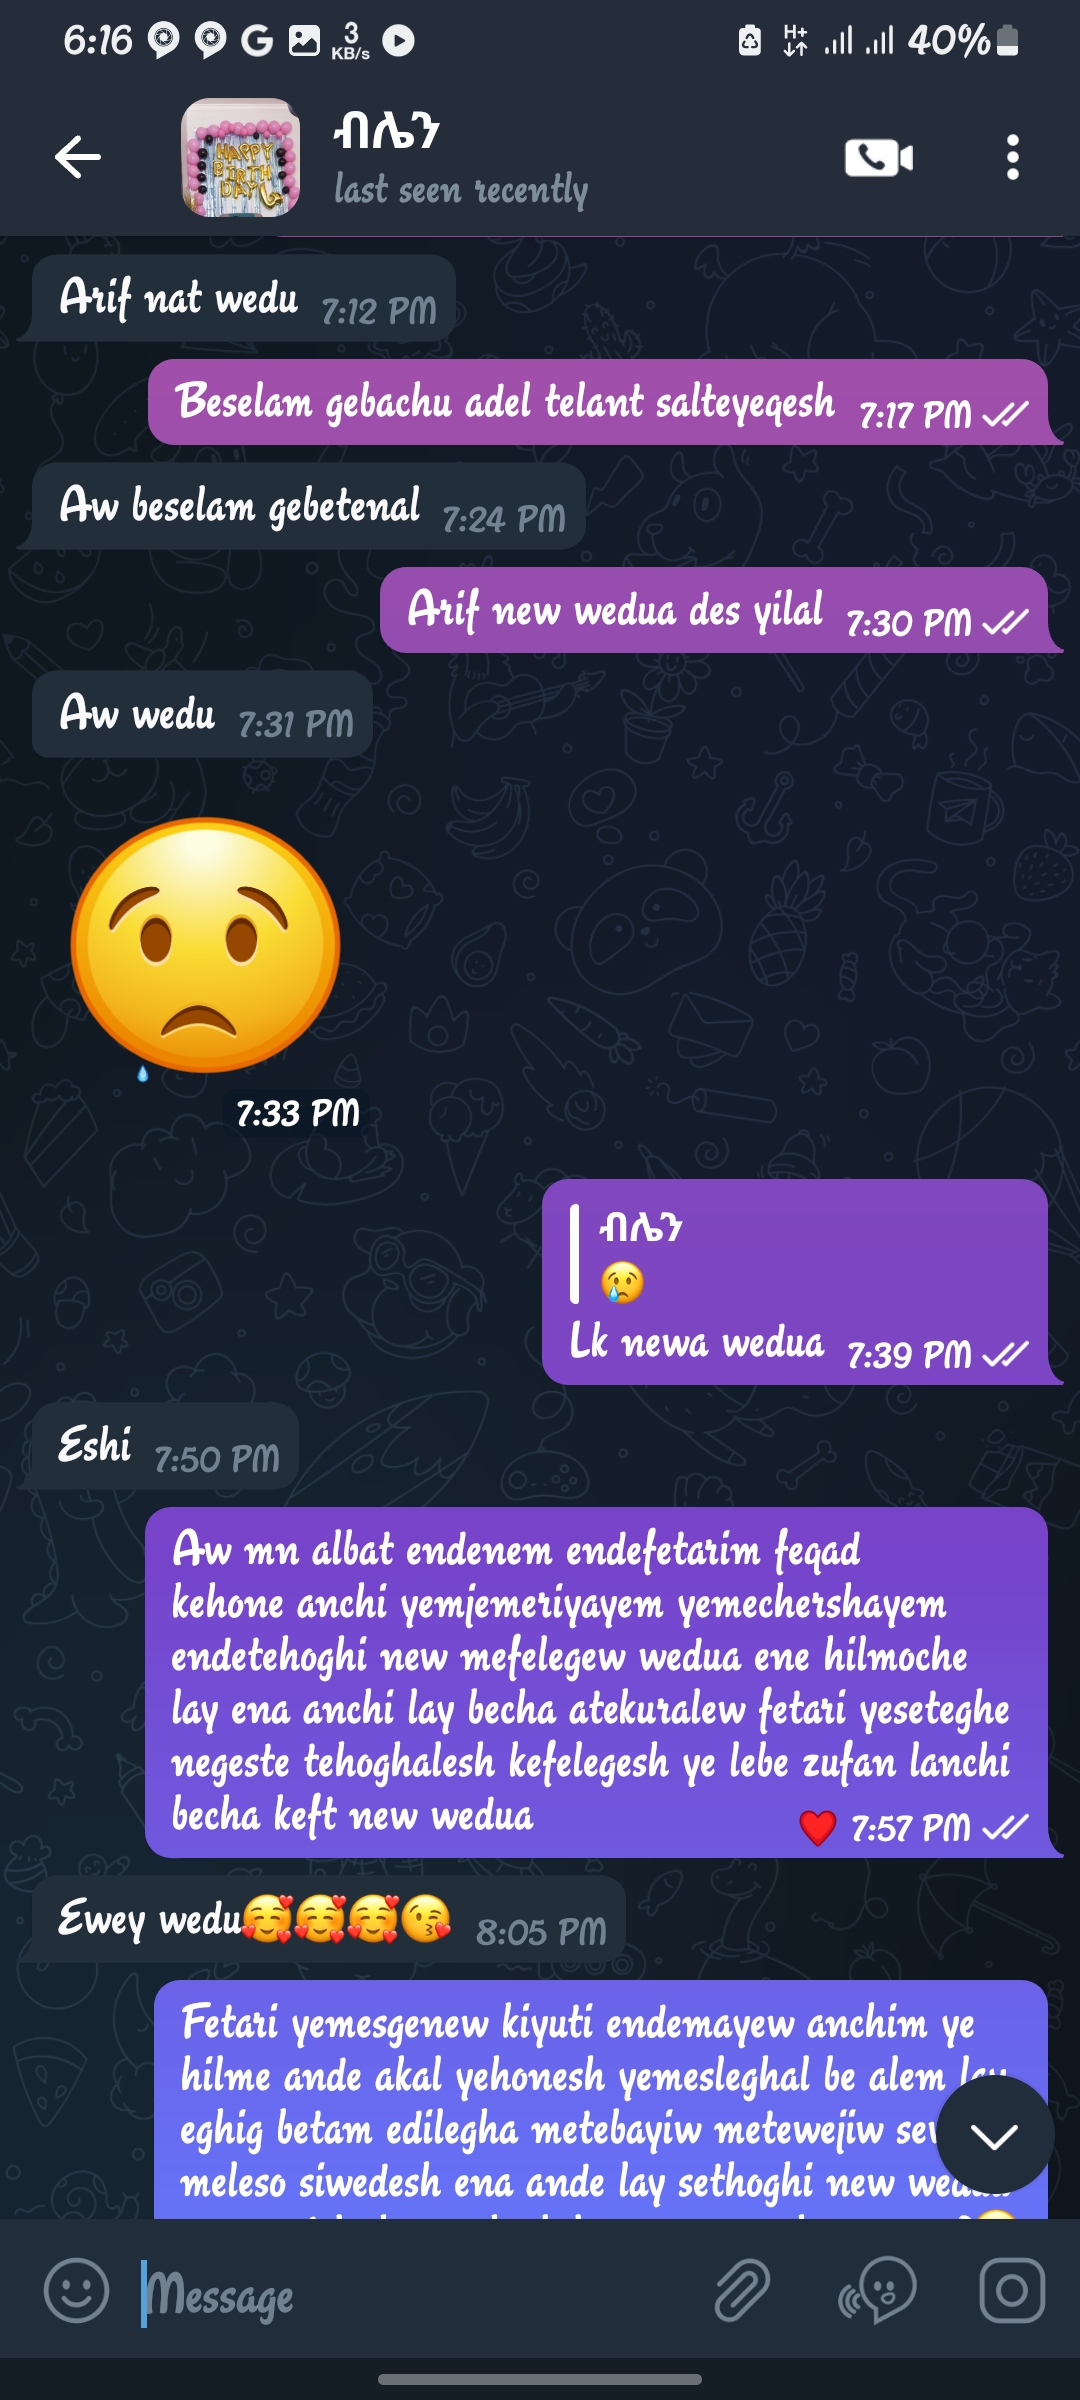 6:16
3
KB/s
H+
40%
HAPPY
BIRTH
DAY
ብሌን
last seen recently
Arif nat wedu 7:12 PM
Beselam gebachu adel telant salteyeqesh 7:17 PM
Aw beselam gebetenal 7:24 PM
Arif new wedua des yilal 7:30 PM
Aw wedu 7:31 PM
7:33 PM
ብሌን
😢
Lk newa wedua 7:39 PM
Eshi 7:50 PM
Aw mn albat endenem endefetarim feqad
kehone anchi yemjemeriyayem yemechershayem
endetehoghi new mefelegew wedua ene hilmoche
lay ena anchi lay becha atekuralew fetari yeseteghe
negeste tehoghalesh kefelegesh ye lebe zufan lanchi
becha keft new wedua ❤ 7:57 PM
Ewey wedu🥰🥰🥰😘 8:05 PM
Fetari yemesgenew kiyuti endemayew anchim ye
hilme ande akal yehonesh yemesleghal be alem lay
eghig betam edilegha metebayiw metewejiw
meleso siwedesh ena ande lay sethoghi new
Message